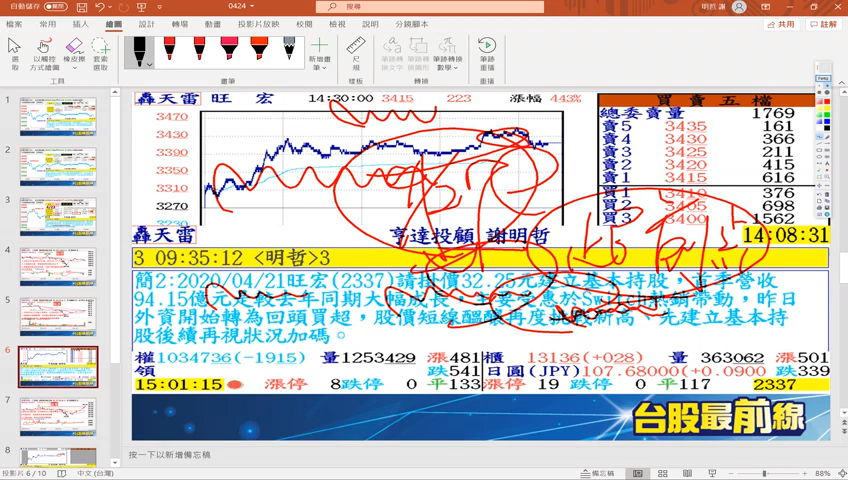 自動儲存 關閉 0424 搜尋 明哲 謝
檔案 常用 插入 繪圖 設計 轉場 動畫 投影片放映 校閱 檢視 說明 分鏡腳本 共用 註解
選取 以觸控方式繪圖 橡皮擦 套索選取 新增畫筆 尺規 筆跡轉換文字 筆跡轉換圖形 筆跡轉換數學 筆跡重播
工具 畫筆 樣板 轉換 重播
轟天雷 旺 宏 14:30:00 3415 223 漲幅 4.43% 買 賣 五 檔
3470
3430
3390
3350
3310
3270
總委賣量 1769
賣5 3435 161
賣4 3430 366
賣3 3425 211
賣2 3420 415
賣1 3415 616
買1 3410 376
買2 3405 698
買3 3400 1562
轟天雷 亨達投顧 謝明哲 14:08:31
3 09:35:12 <明哲>3
簡2:2020/04/21旺宏(2337)請掛價32.25元建立基本持股,首季營收
94.15億元是較去年同期大幅成長,主要受惠於Switch熱銷帶動,昨日
外資開始轉為回頭買超,股價短線醞釀再度挑戰新高,元建立基本持
股後續再視狀況加碼。
權1034736(-1915) 量1253429 漲481櫃 13136(+028) 量 363062 漲501
領 跌541日圓(JPY)107.68000(+0.0900 跌339
15:01:15 漲停 8跌停 0 平133漲停 19 跌停 0 平117 2337
台股最前線
1
2
3
4
5
6
7
8
按一下以新增備忘稿
投影片 6 / 10 中文 (台灣) 備忘稿 88%